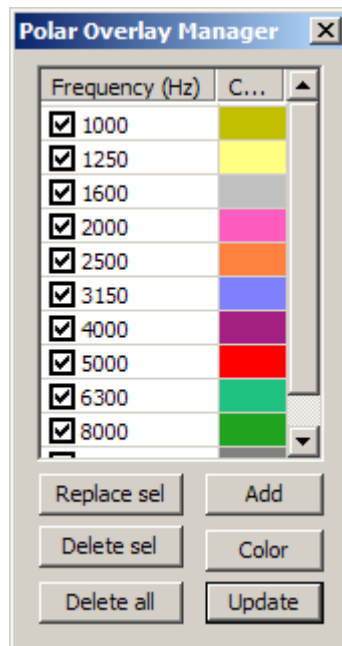 Polar Overlay Manager
Frequency (Hz) C...
1000
1250
1600
2000
2500
3150
4000
5000
6300
8000
Replace sel Add
Delete sel Color
Delete all Update